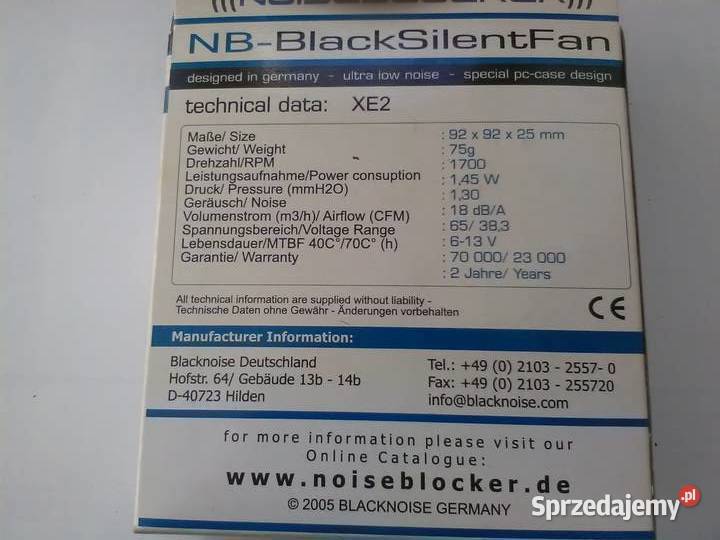 (((NOISEBLOCKER)))
NB-BlackSilentFan
designed in germany - ultra low noise - special pc-case design
technical data: XE2
Maße/ Size : 92 x 92 x 25 mm
Gewicht/ Weight : 75g
Drehzahl/RPM : 1700
Leistungsaufnahme/Power consuption : 1,45 W
Druck/ Pressure (mmH2O) : 1,30
Geräusch/ Noise : 18 dB/A
Volumenstrom (m3/h)/ Airflow (CFM) : 65/ 38,3
Spannungsbereich/Voltage Range : 6-13 V
Lebensdauer/MTBF 40C°/70C° (h) : 70 000/ 23 000
Garantie/ Warranty : 2 Jahre/ Years
All technical information are supplied without liability -
Technische Daten ohne Gewähr - Änderungen vorbehalten
CE
Manufacturer Information:
Blacknoise Deutschland
Hofstr. 64/ Gebäude 13b - 14b
D-40723 Hilden
Tel.: +49 (0) 2103 - 2557- 0
Fax: +49 (0) 2103 - 255720
info@blacknoise.com
for more information please visit our
Online Catalogue:
www.noiseblocker.de
© 2005 BLACKNOISE GERMANY
Sprzedajemy.pl